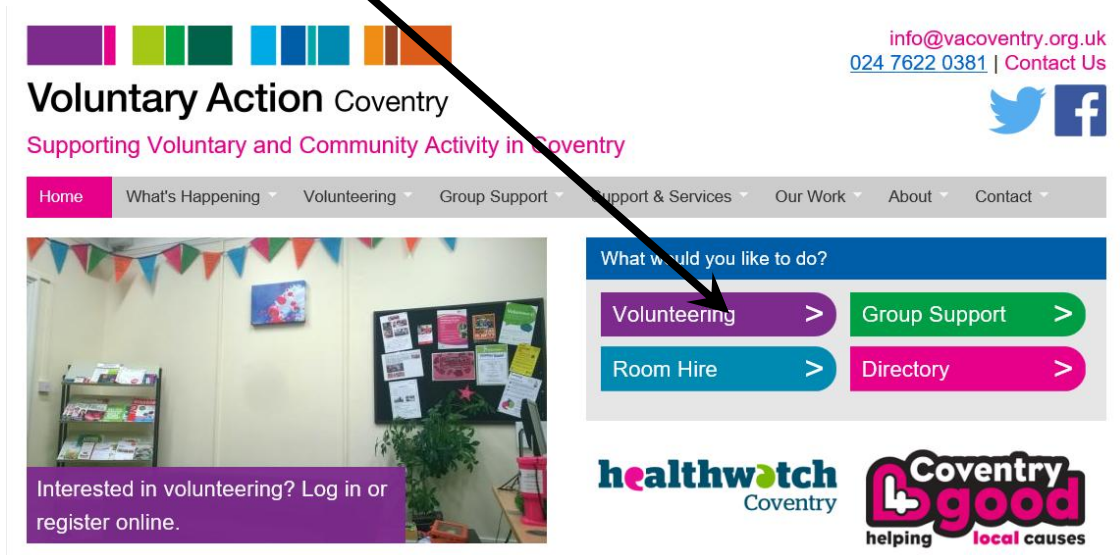 info@vacoventry.org.uk
024 7622 0381 | Contact Us
Voluntary Action Coventry
Supporting Voluntary and Community Activity in Coventry
Home What's Happening Volunteering Group Support Support & Services Our Work About Contact
What would you like to do?
Volunteering > Group Support >
Room Hire > Directory >
Interested in volunteering? Log in or
register online.
healthwatch
Coventry
Coventry
4 good
helping local causes